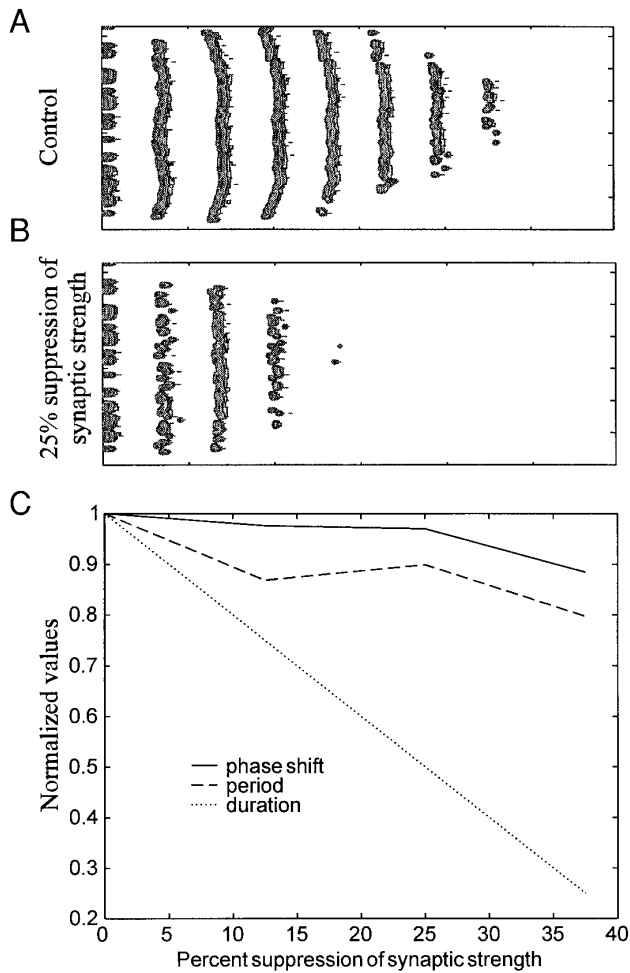 A
Control
B
25% suppression of
synaptic strength
C
1
0.9
0.8
0.7
0.6
0.5
0.4
0.3
0.2
Normalized values
phase shift
period
duration
0 5 10 15 20 25 30 35 40
Percent suppression of synaptic strength